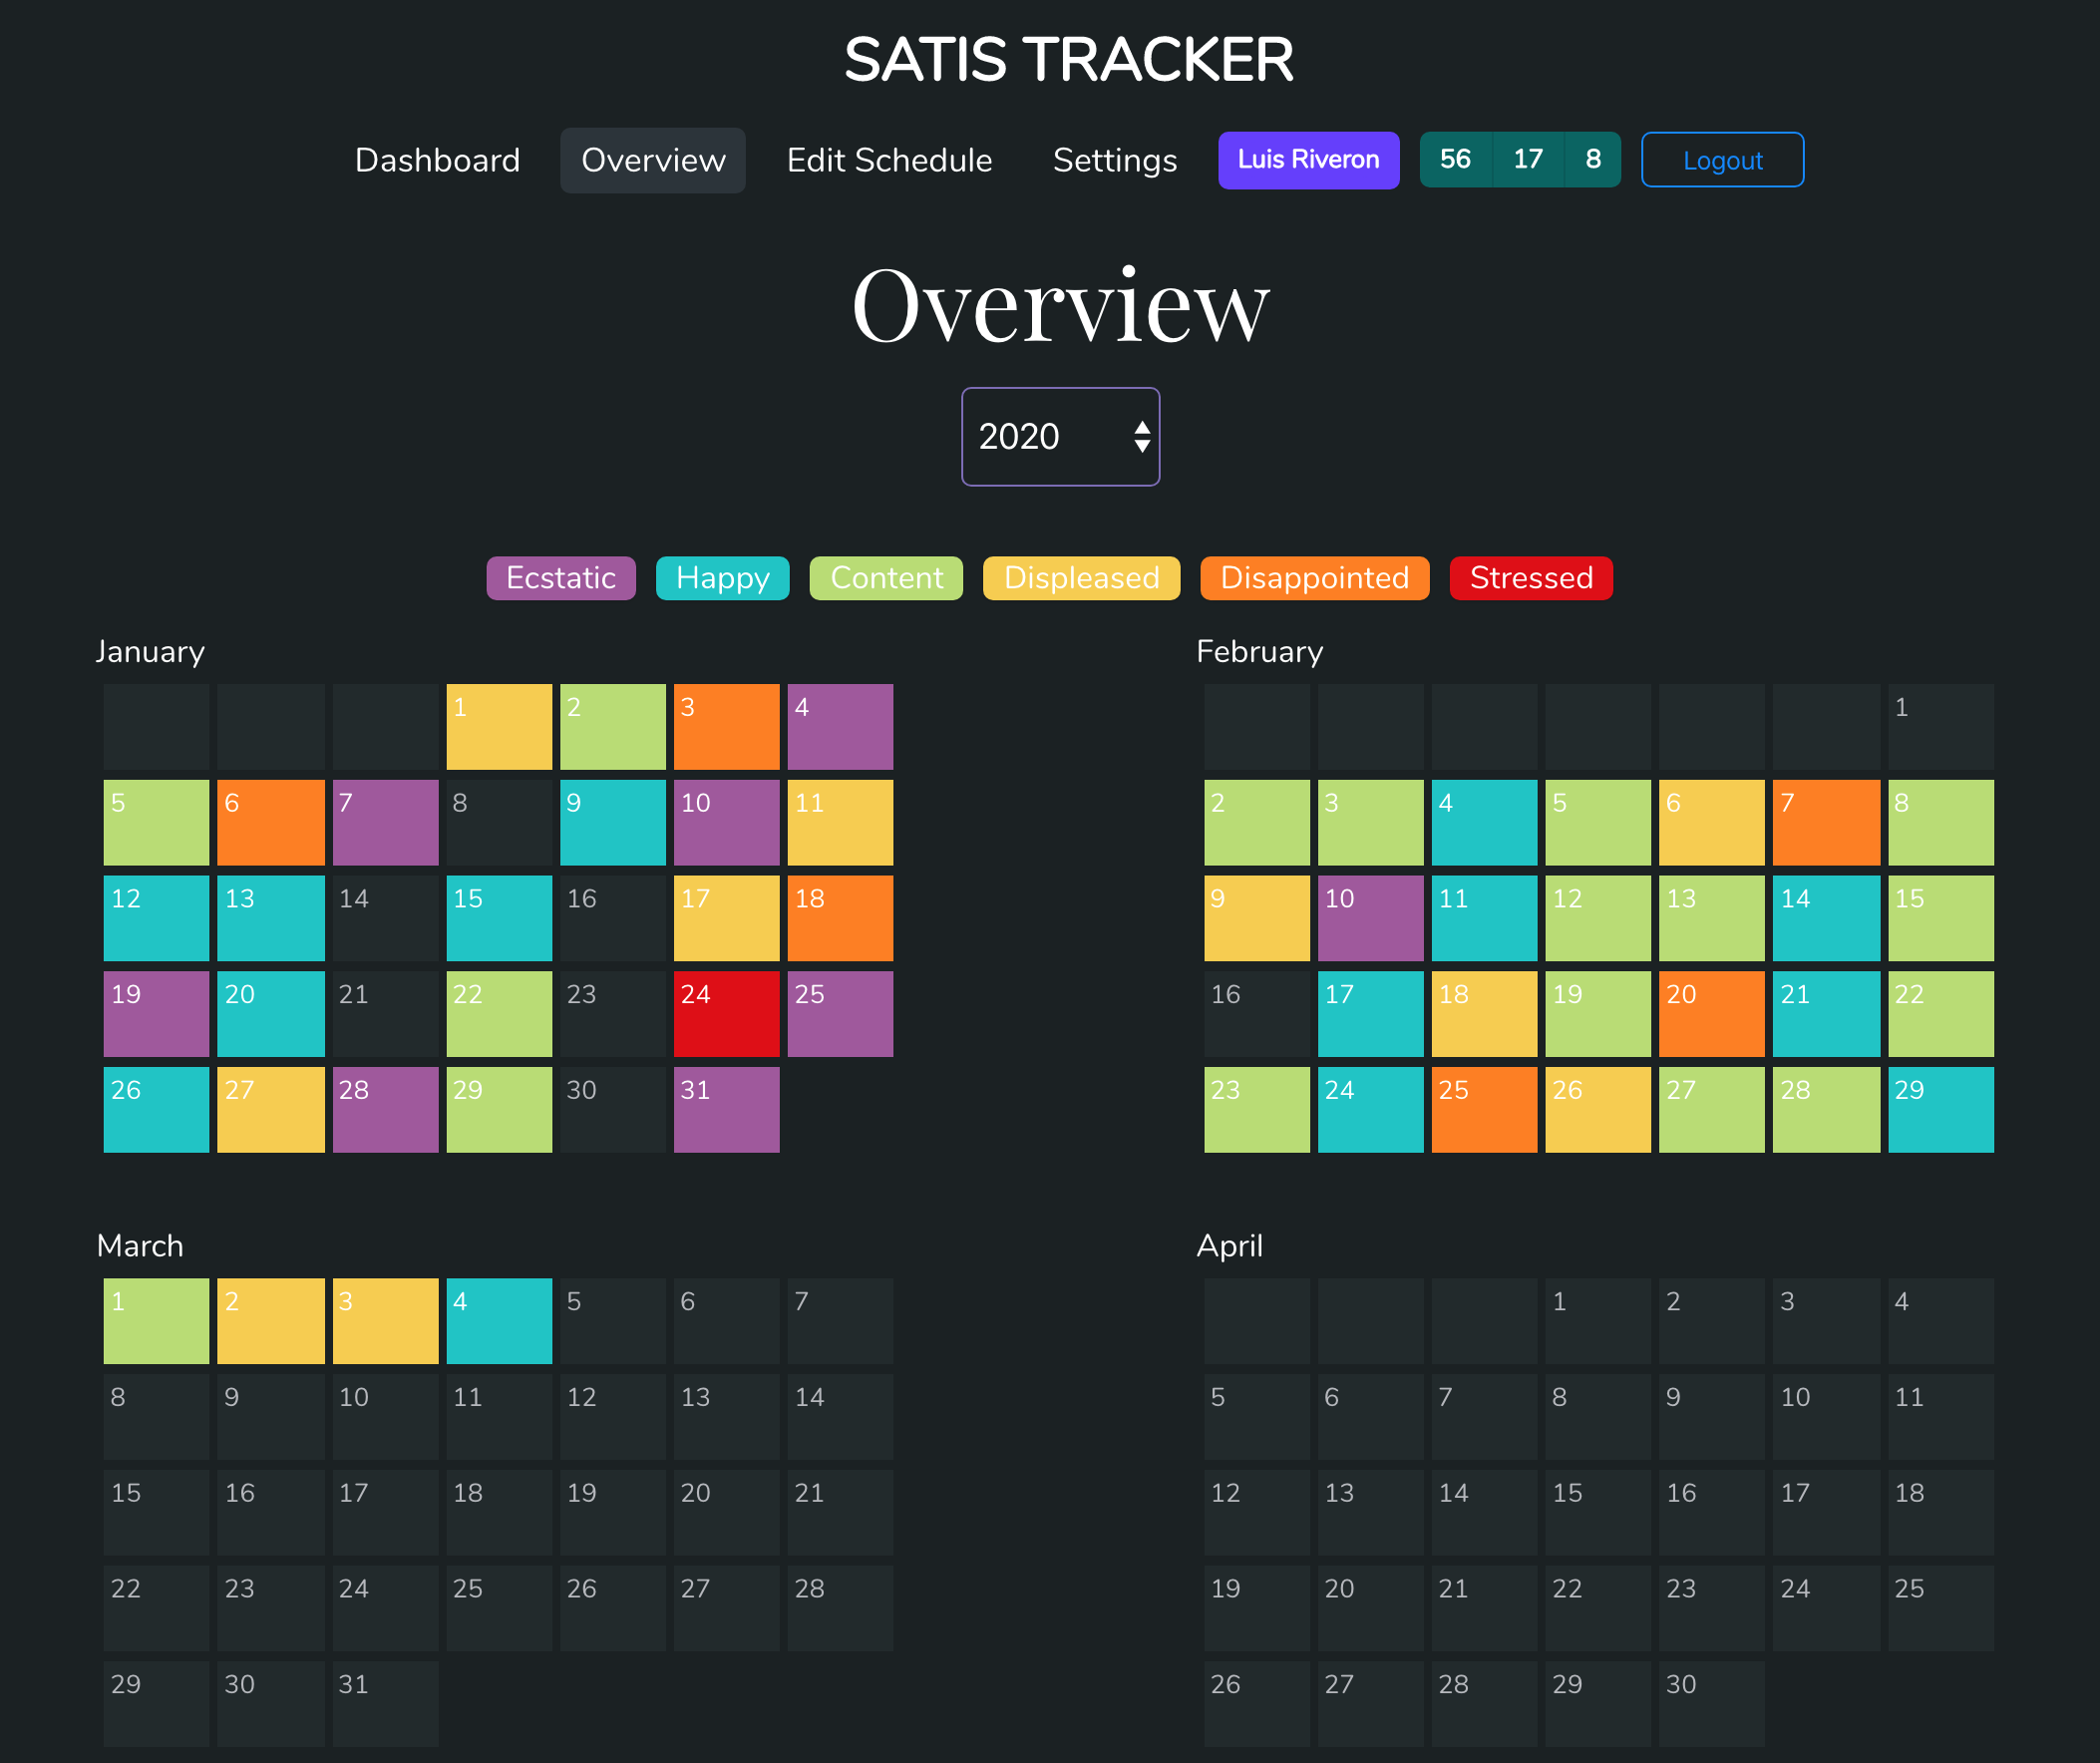 SATIS TRACKER
Dashboard Overview Edit Schedule Settings Luis Riveron 56 17 8 Logout
Overview
2020
Ecstatic Happy Content Displeased Disappointed Stressed
January
1 2 3 4
5 6 7 8 9 10 11
12 13 14 15 16 17 18
19 20 21 22 23 24 25
26 27 28 29 30 31
February
1
2 3 4 5 6 7 8
9 10 11 12 13 14 15
16 17 18 19 20 21 22
23 24 25 26 27 28 29
March
1 2 3 4 5 6 7
8 9 10 11 12 13 14
15 16 17 18 19 20 21
22 23 24 25 26 27 28
29 30 31
April
1 2 3 4
5 6 7 8 9 10 11
12 13 14 15 16 17 18
19 20 21 22 23 24 25
26 27 28 29 30